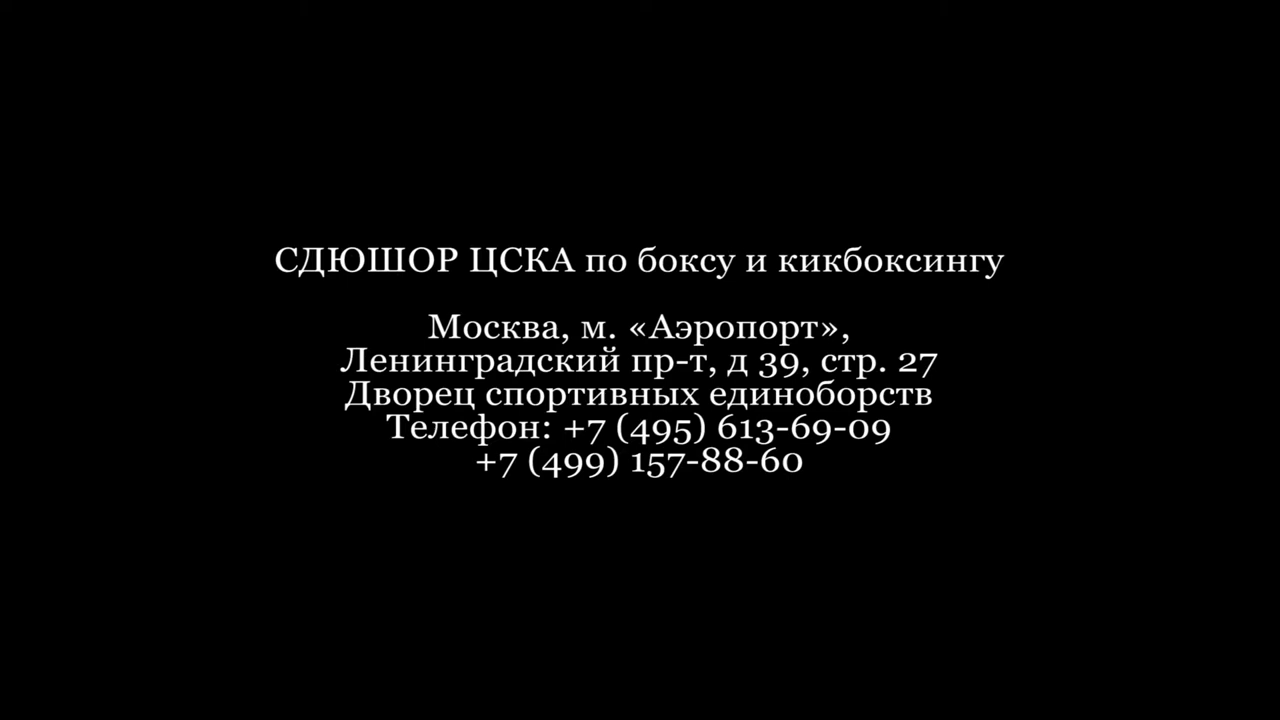 СДЮШОР ЦСКА по боксу и кикбоксингу
Москва, м. «Аэропорт»,
Ленинградский пр-т, д 39, стр. 27
Дворец спортивных единоборств
Телефон: +7 (495) 613-69-09
+7 (499) 157-88-60